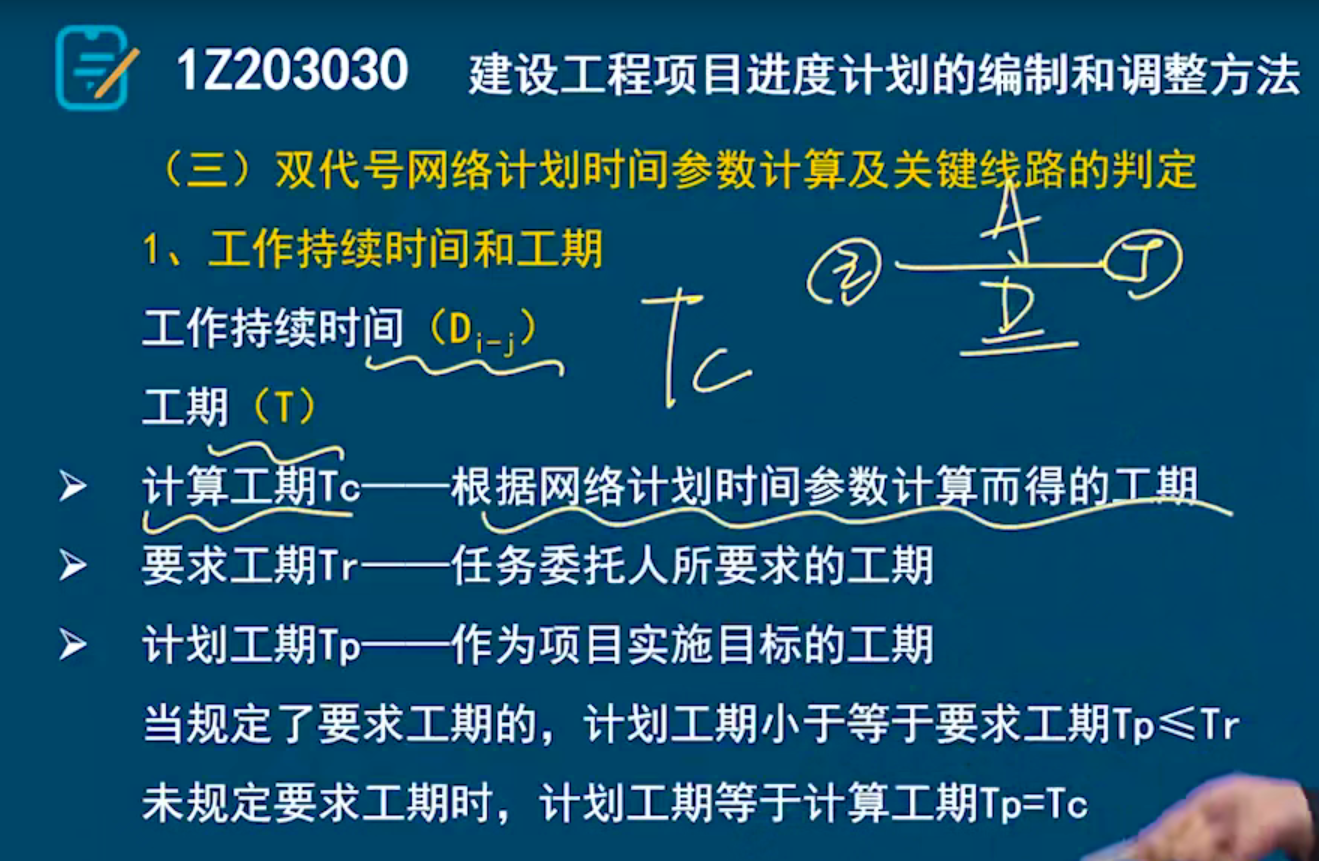 1Z203030 建设工程项目进度计划的编制和调整方法
（三）双代号网络计划时间参数计算及关键线路的判定
1、工作持续时间和工期
工作持续时间（Di-j）
工期（T）
计算工期Tc——根据网络计划时间参数计算而得的工期
要求工期Tr——任务委托人所要求的工期
计划工期Tp——作为项目实施目标的工期
当规定了要求工期的，计划工期小于等于要求工期Tp≤Tr
未规定要求工期时，计划工期等于计算工期Tp=Tc
A
D
Tc